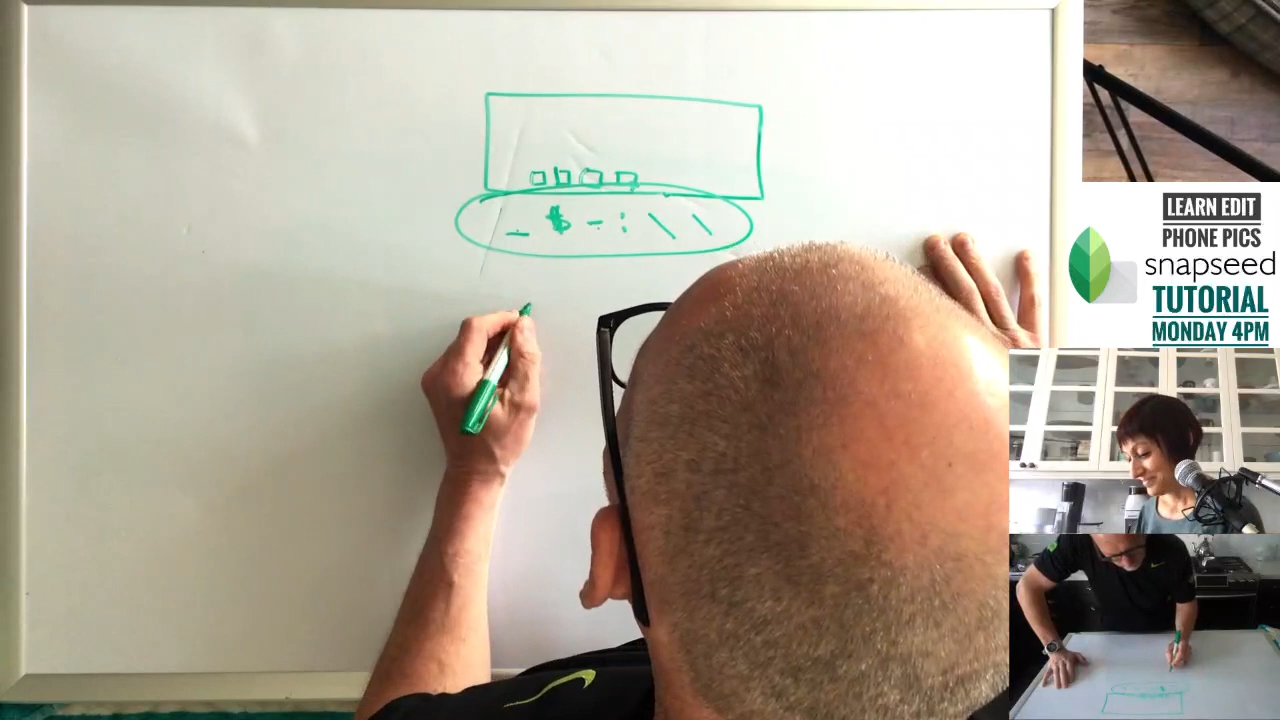 _ $ - : \ \
LEARN EDIT
PHONE PICS
snapseed
TUTORIAL
MONDAY 4PM